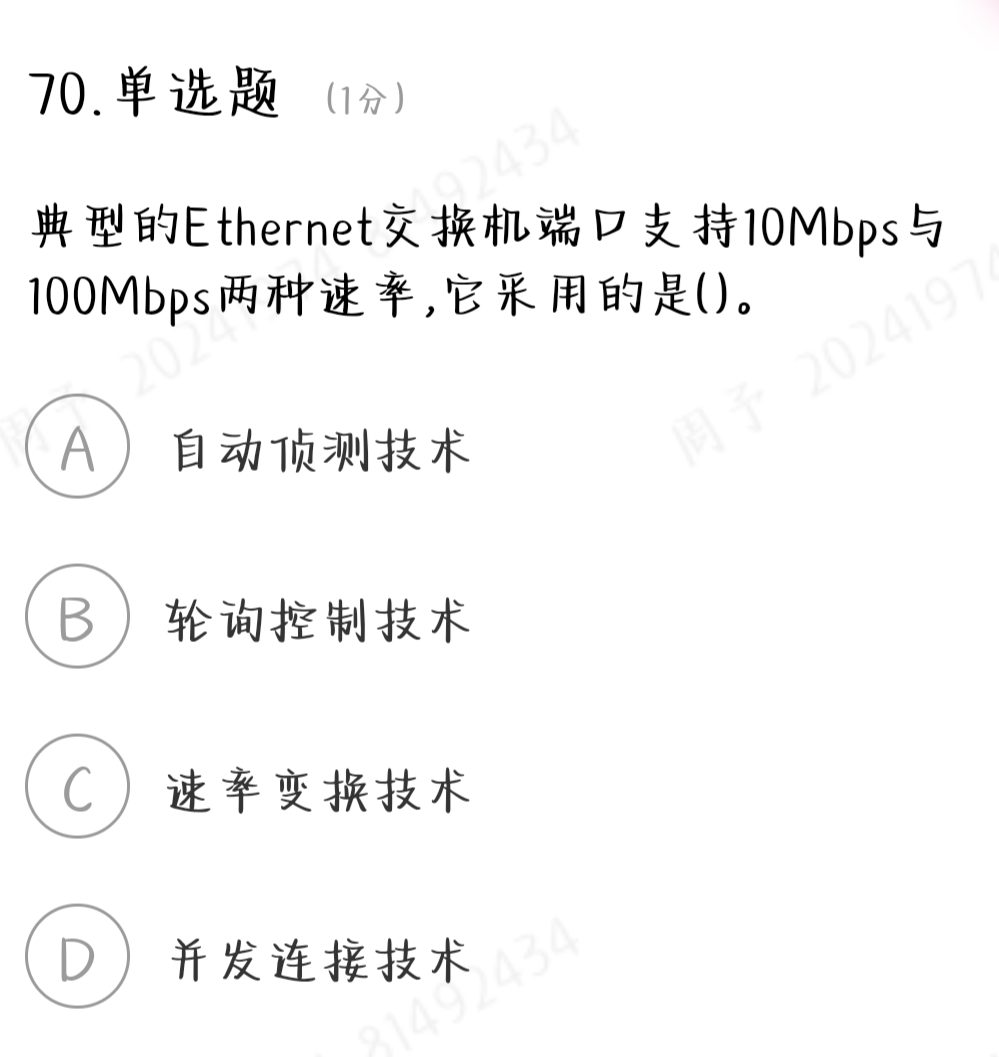 70.单选题 (1分)
典型的Ethernet交换机端口支持10Mbps与
100Mbps两种速率,它采用的是()。
A 自动侦测技术
B 轮询控制技术
C 速率变换技术
D 并发连接技术